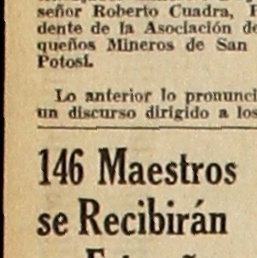 señor Roberto Cuadra, P
dente de la Asociación de
queños Mineros de San
Potosí.
Lo anterior lo pronunci
un discurso dirigido a los
146 Maestros
se Recibirán